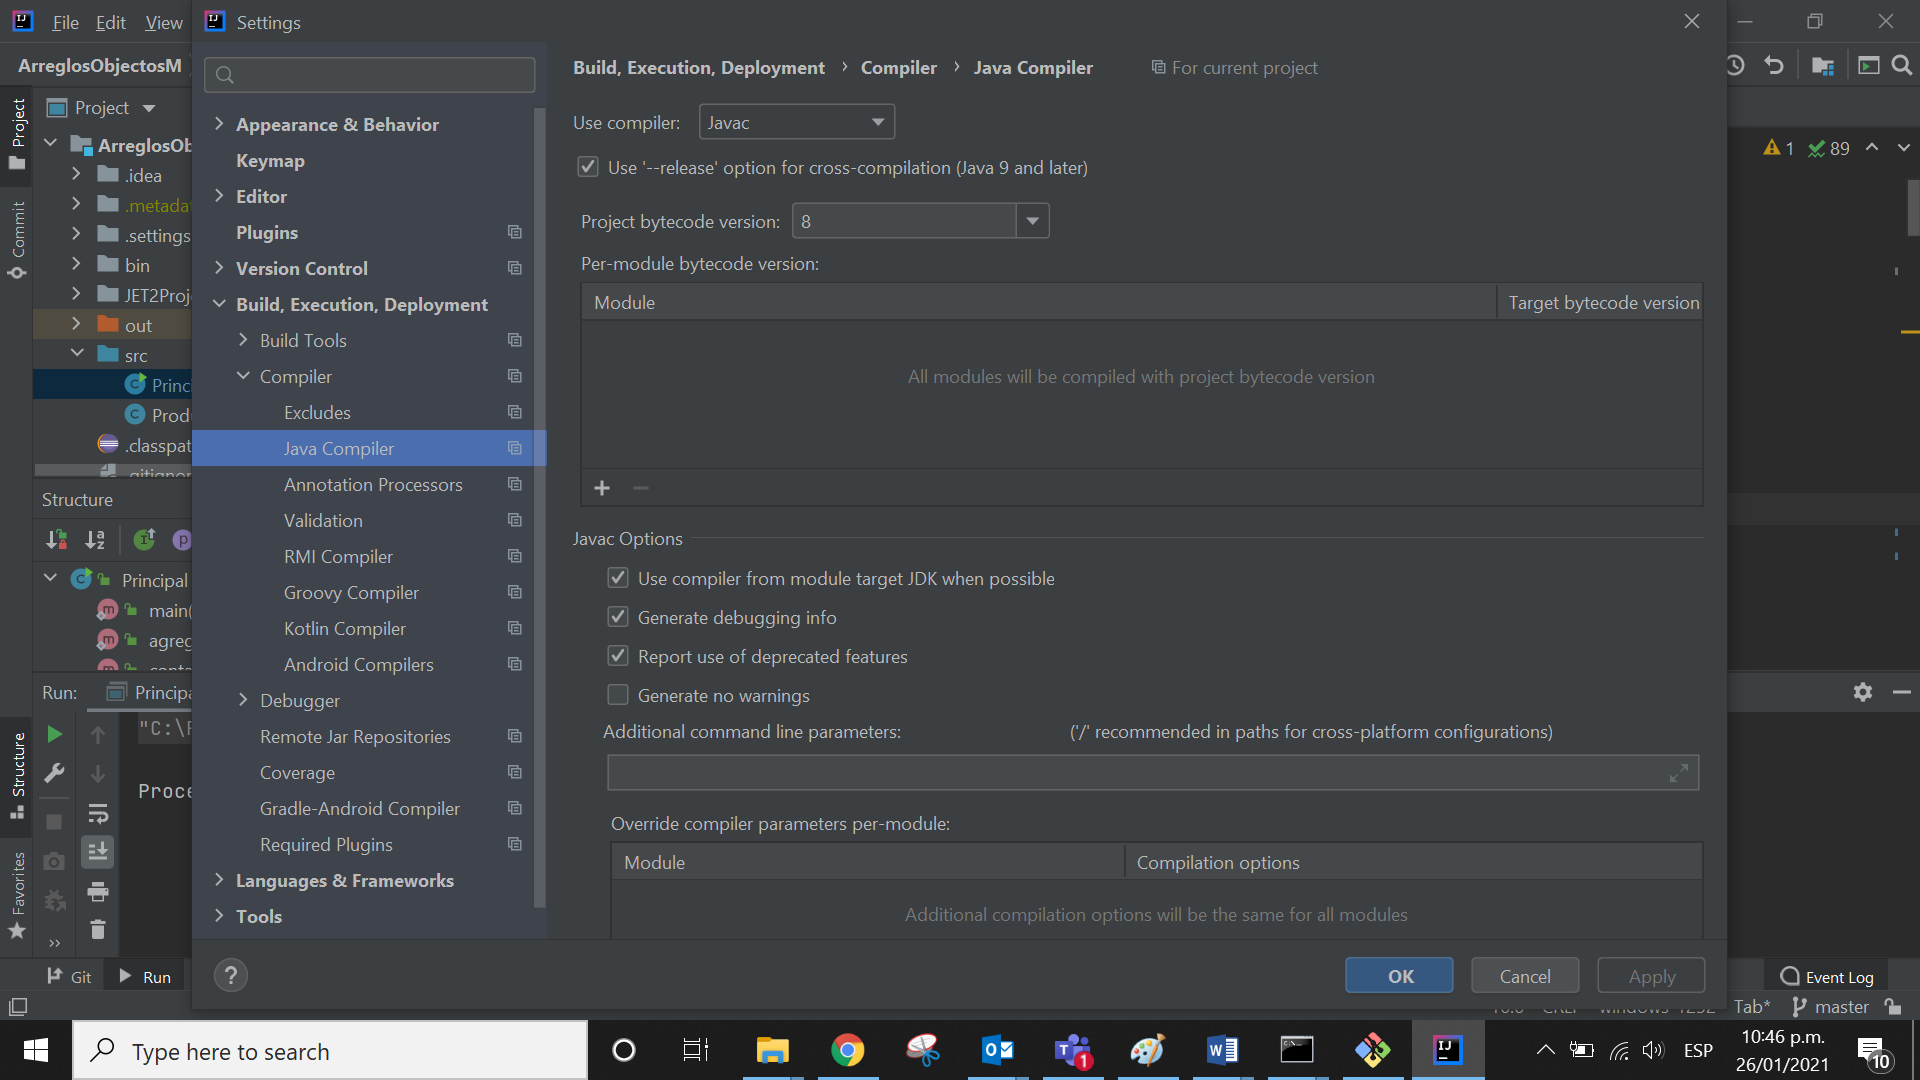 File Edit View
Settings
ArreglosObjectosM
Build, Execution, Deployment › Compiler › Java Compiler
For current project
Project
Project
Commit
Structure
Favorites
ArreglosOb
.idea
.metadat
.settings
bin
JET2Proj
out
src
Princi
Prod
.classpat
.gitignor
Structure
Principal
main(
agreg
Run:
Principa
"C:\P
Proce
Appearance & Behavior
Keymap
Editor
Plugins
Version Control
Build, Execution, Deployment
Build Tools
Compiler
Excludes
Java Compiler
Annotation Processors
Validation
RMI Compiler
Groovy Compiler
Kotlin Compiler
Android Compilers
Debugger
Remote Jar Repositories
Coverage
Gradle-Android Compiler
Required Plugins
Languages & Frameworks
Tools
Use compiler: Javac
Use '--release' option for cross-compilation (Java 9 and later)
Project bytecode version: 8
Per-module bytecode version:
Module Target bytecode version
All modules will be compiled with project bytecode version
Javac Options
Use compiler from module target JDK when possible
Generate debugging info
Report use of deprecated features
Generate no warnings
Additional command line parameters: ('/' recommended in paths for cross-platform configurations)
Override compiler parameters per-module:
Module Compilation options
Additional compilation options will be the same for all modules
? OK Cancel Apply
1 89
Git Run Event Log
Tab* master
Type here to search
1
ESP
10:46 p.m.
26/01/2021
10